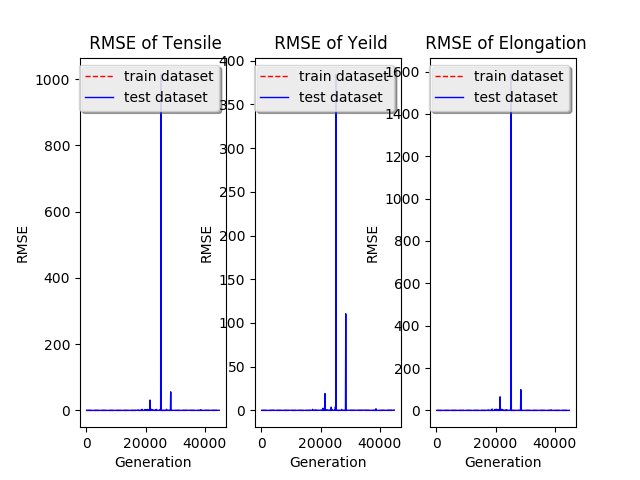 RMSE of Tensile
RMSE
1000
800
600
400
200
0
train dataset
test dataset
0 20000 40000
Generation
RMSE of Yeild
RMSE
400
350
300
250
200
150
100
50
0
train dataset
test dataset
0 20000 40000
Generation
RMSE of Elongation
RMSE
1600
1400
1200
1000
800
600
400
200
0
train dataset
test dataset
0 20000 40000
Generation